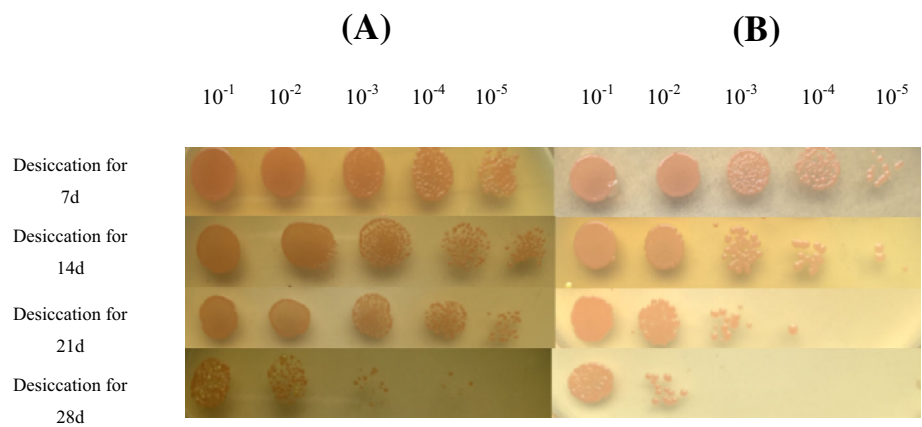 (A) (B)
10⁻¹ 10⁻² 10⁻³ 10⁻⁴ 10⁻⁵ 10⁻¹ 10⁻² 10⁻³ 10⁻⁴ 10⁻⁵
Desiccation for
7d
Desiccation for
14d
Desiccation for
21d
Desiccation for
28d